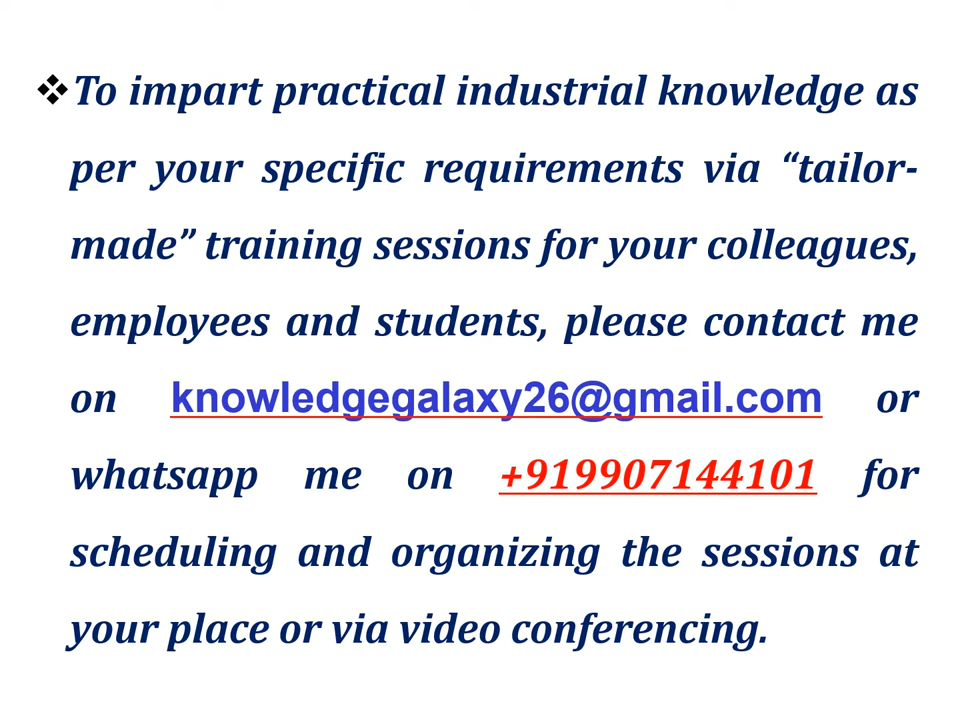 ❖To impart practical industrial knowledge as
per your specific requirements via “tailor-
made” training sessions for your colleagues,
employees and students, please contact me
on knowledgegalaxy26@gmail.com or
whatsapp me on +919907144101 for
scheduling and organizing the sessions at
your place or via video conferencing.